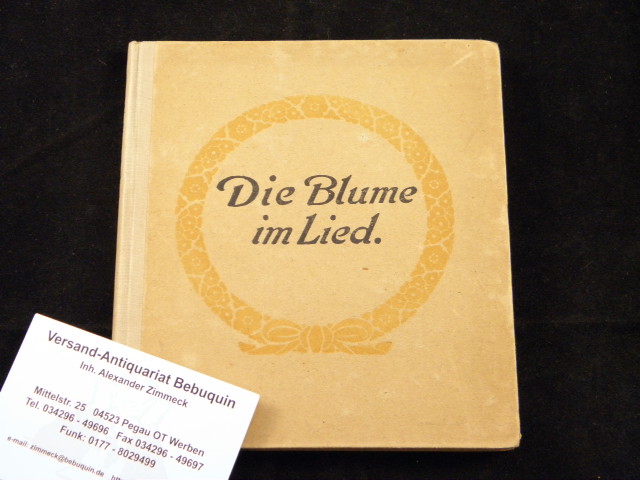 Die Blume
im Lied.
Versand-Antiquariat Bebuquin
Inh. Alexander Zimmeck
Mittelstr. 25 04523 Pegau OT Werben
Tel. 034296 - 49696 Fax 034296 - 49697
Funk: 0177 - 8029499
e-mail. zimmeck@bebuquin.de